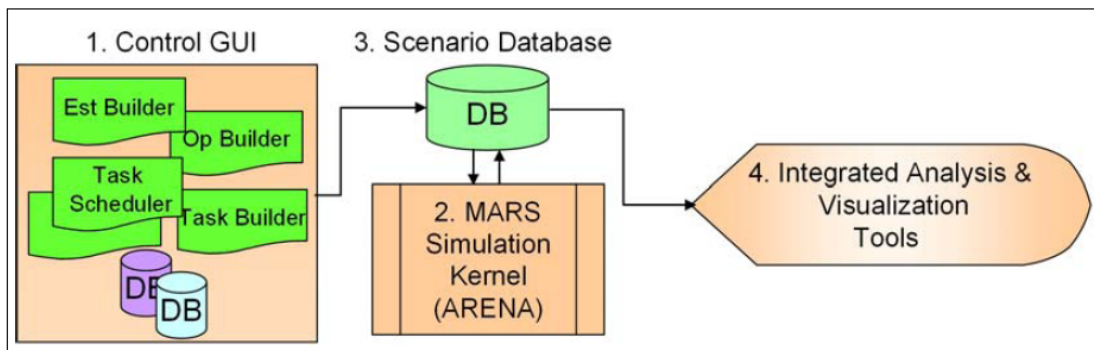 1. Control GUI
Est Builder
Op Builder
Task
Scheduler
Task Builder
DB
DB
3. Scenario Database
DB
2. MARS
Simulation
Kernel
(ARENA)
4. Integrated Analysis &
Visualization
Tools